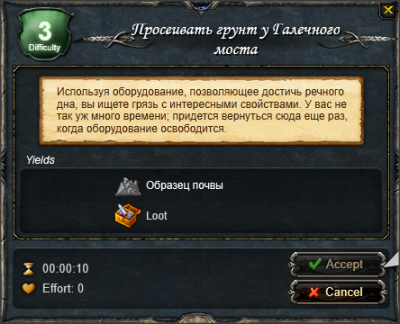 3
Difficulty
Просеивать грунт у Галечного
моста
Используя оборудование, позволяющее достичь речного
дна, вы ищете грязь с интересными свойствами. У вас не
так уж много времени; придется вернуться сюда еще раз,
когда оборудование освободится.
Yields
Образец почвы
Loot
00:00:10
Accept
Effort: 0
Cancel